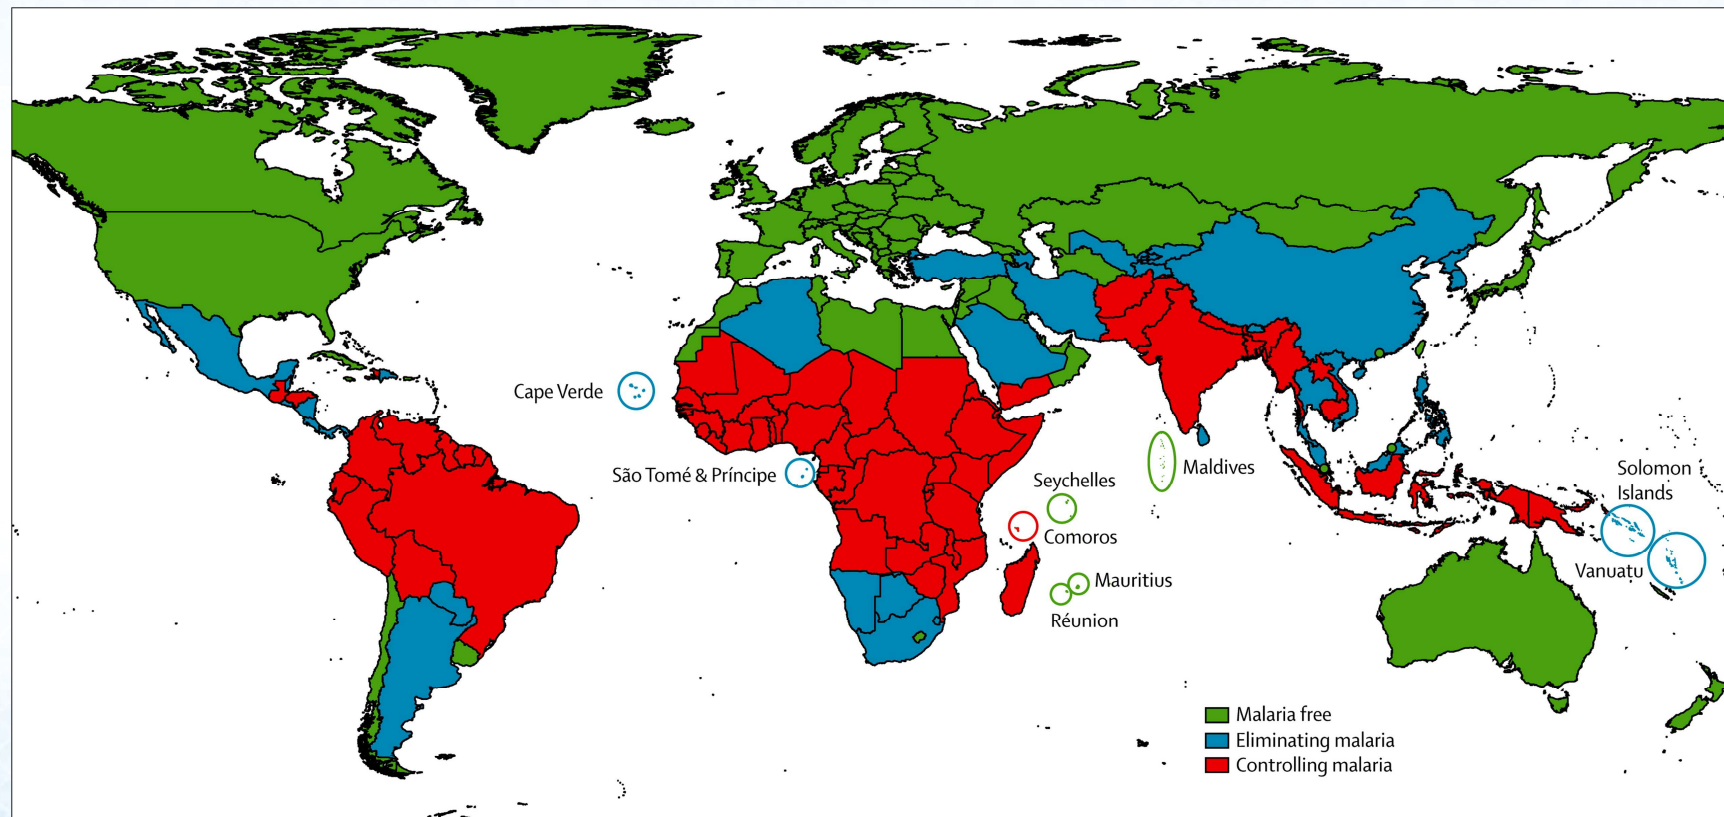 Cape Verde
São Tomé & Príncipe
Seychelles
Comoros
Mauritius
Réunion
Maldives
Solomon
Islands
Vanuatu
Malaria free
Eliminating malaria
Controlling malaria